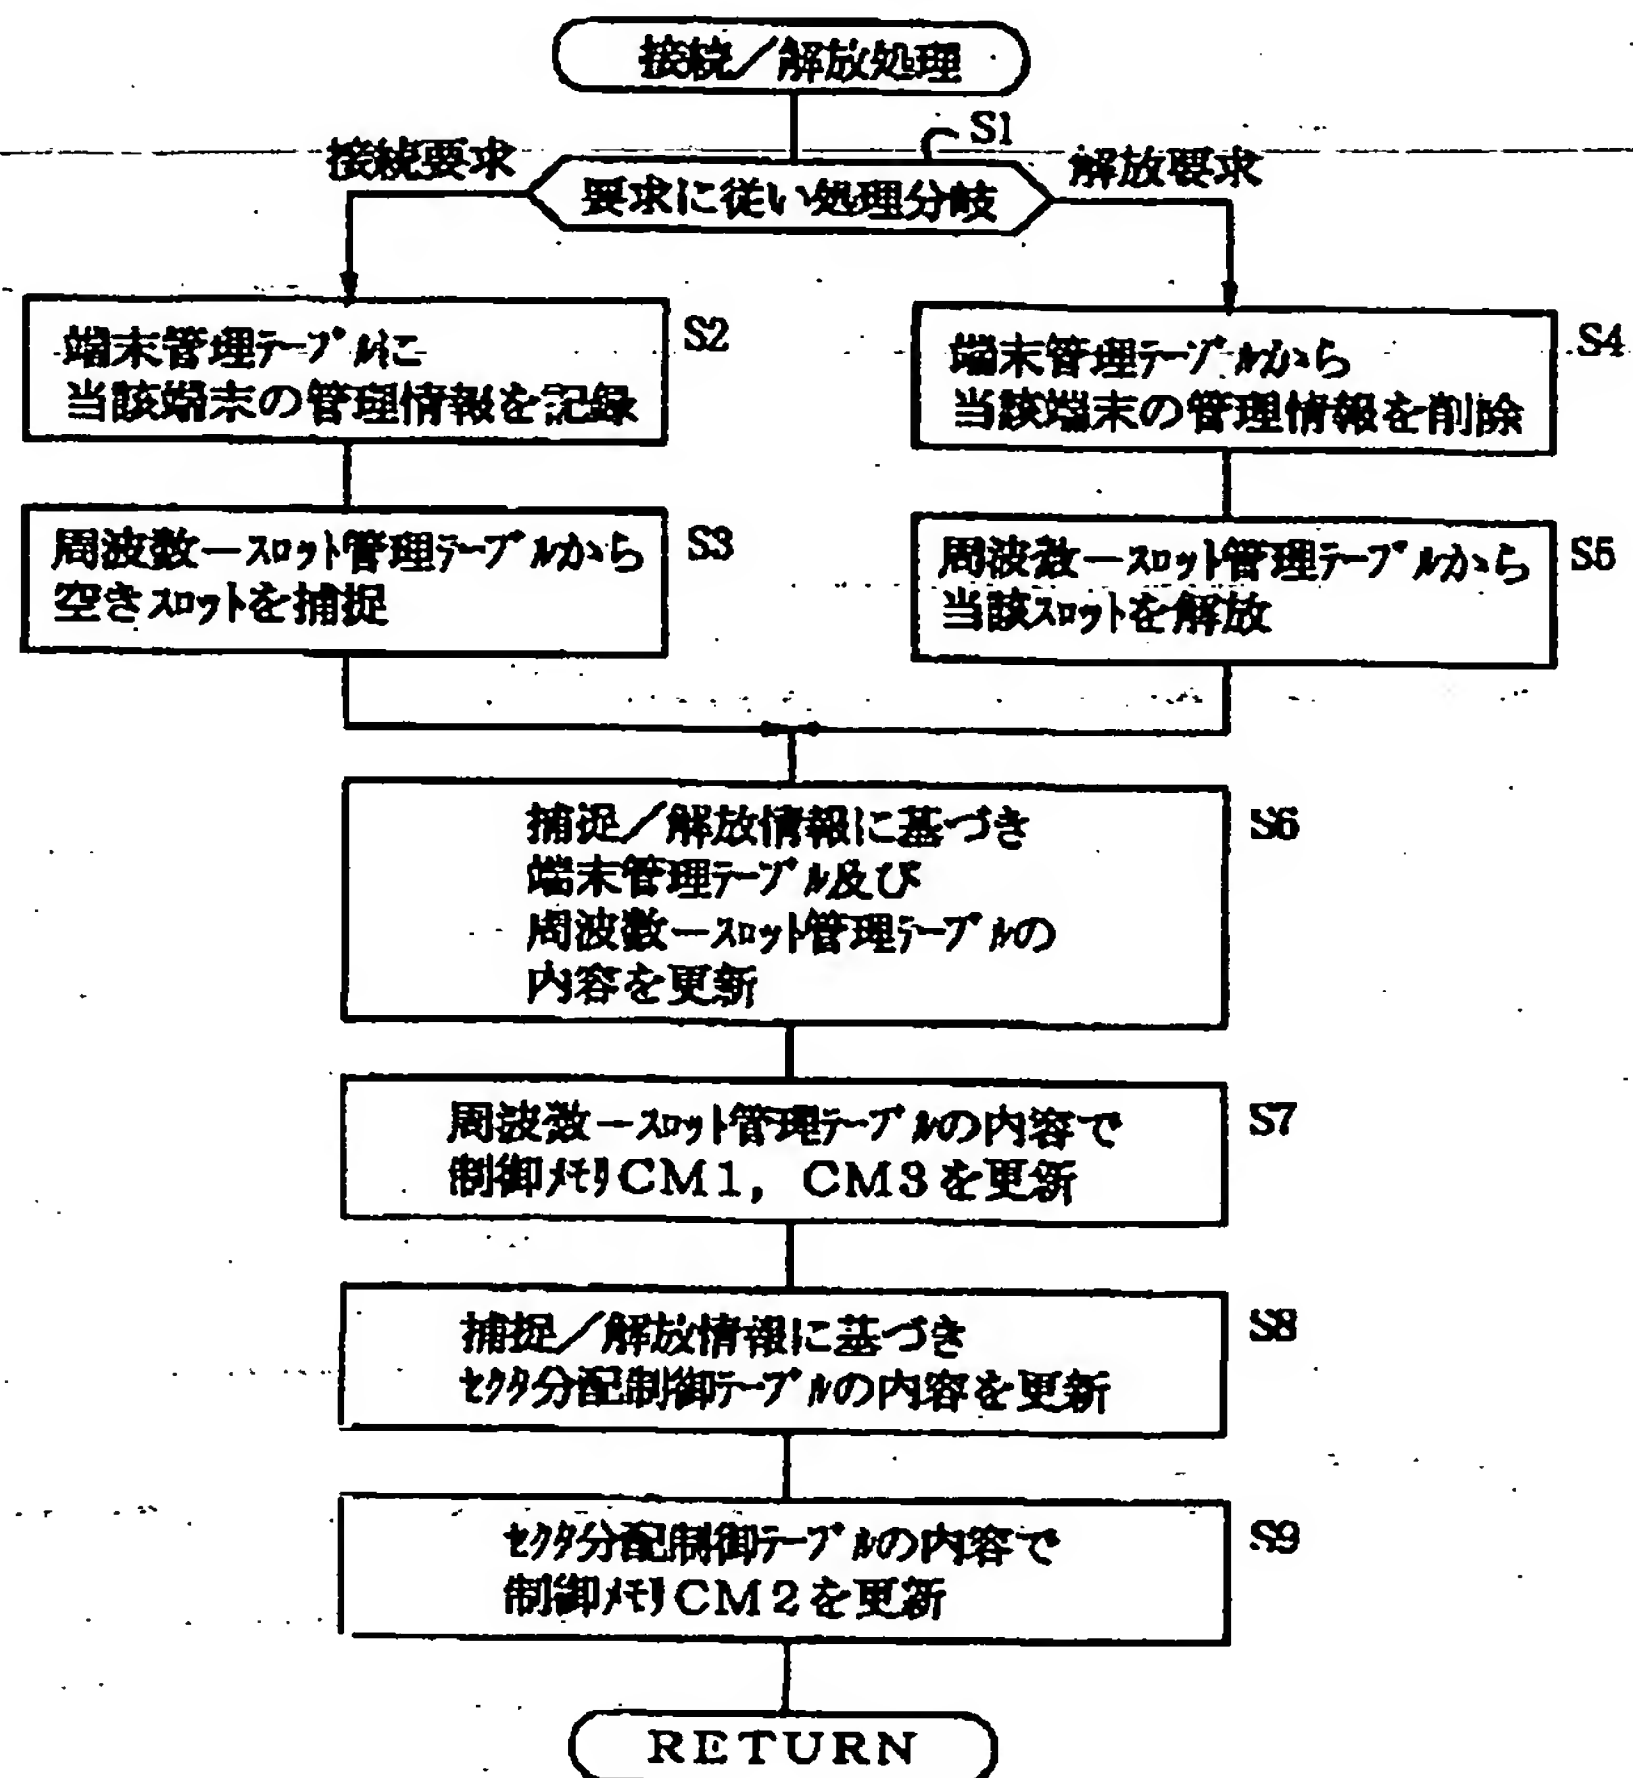 接続／解放処理
S1
接続要求
解放要求
要求に従い処理分岐
端末管理ﾃｰﾌﾞﾙに
当該端末の管理情報を記録
S2
端末管理ﾃｰﾌﾞﾙから
当該端末の管理情報を削除
S4
周波数－ｽﾛｯﾄ管理ﾃｰﾌﾞﾙから
空きｽﾛｯﾄを捕捉
S3
周波数－ｽﾛｯﾄ管理ﾃｰﾌﾞﾙから
当該ｽﾛｯﾄを解放
S5
捕捉／解放情報に基づき
端末管理ﾃｰﾌﾞﾙ及び
周波数－ｽﾛｯﾄ管理ﾃｰﾌﾞﾙの
内容を更新
S6
周波数－ｽﾛｯﾄ管理ﾃｰﾌﾞﾙの内容で
制御ﾒﾓﾘCM1，CM3を更新
S7
捕捉／解放情報に基づき
ｾｸﾀ分配制御ﾃｰﾌﾞﾙの内容を更新
S8
ｾｸﾀ分配制御ﾃｰﾌﾞﾙの内容で
制御ﾒﾓﾘCM2を更新
S9
RETURN